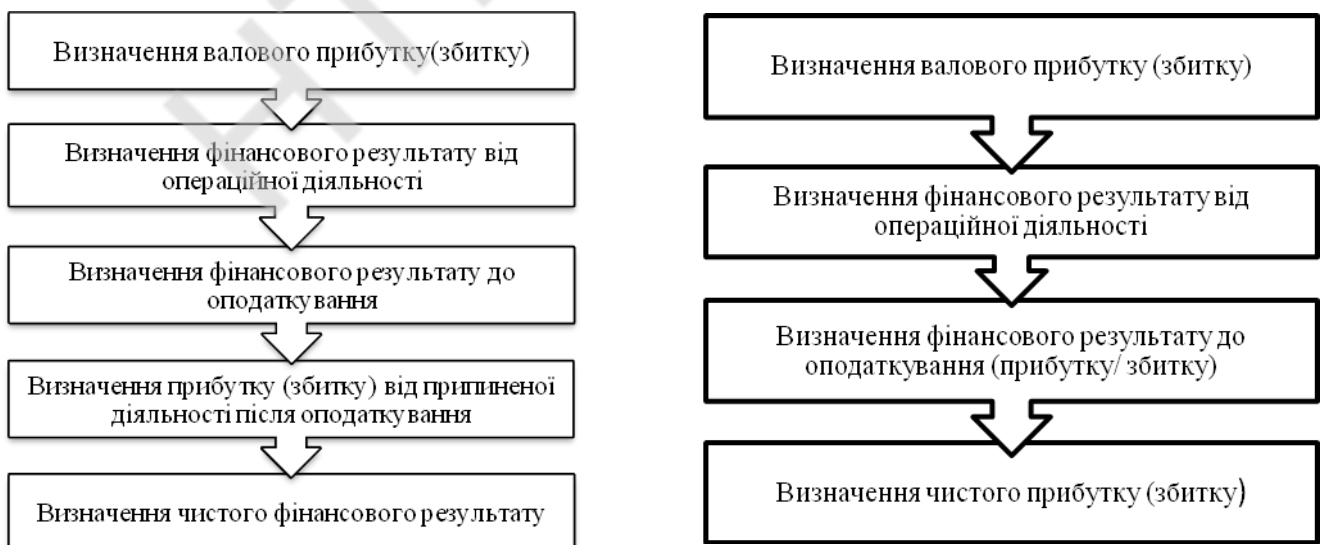 Визначення валового прибутку(збитку)
Визначення фінансового результату від
операційної діяльності
Визначення фінансового результату до
оподаткування
Визначення прибутку (збитку) від припиненої
діяльності після оподаткування
Визначення чистого фінансового результату
Визначення валового прибутку (збитку)
Визначення фінансового результату від
операційної діяльності
Визначення фінансового результату до
оподаткування (прибутку/ збитку)
Визначення чистого прибутку (збитку)